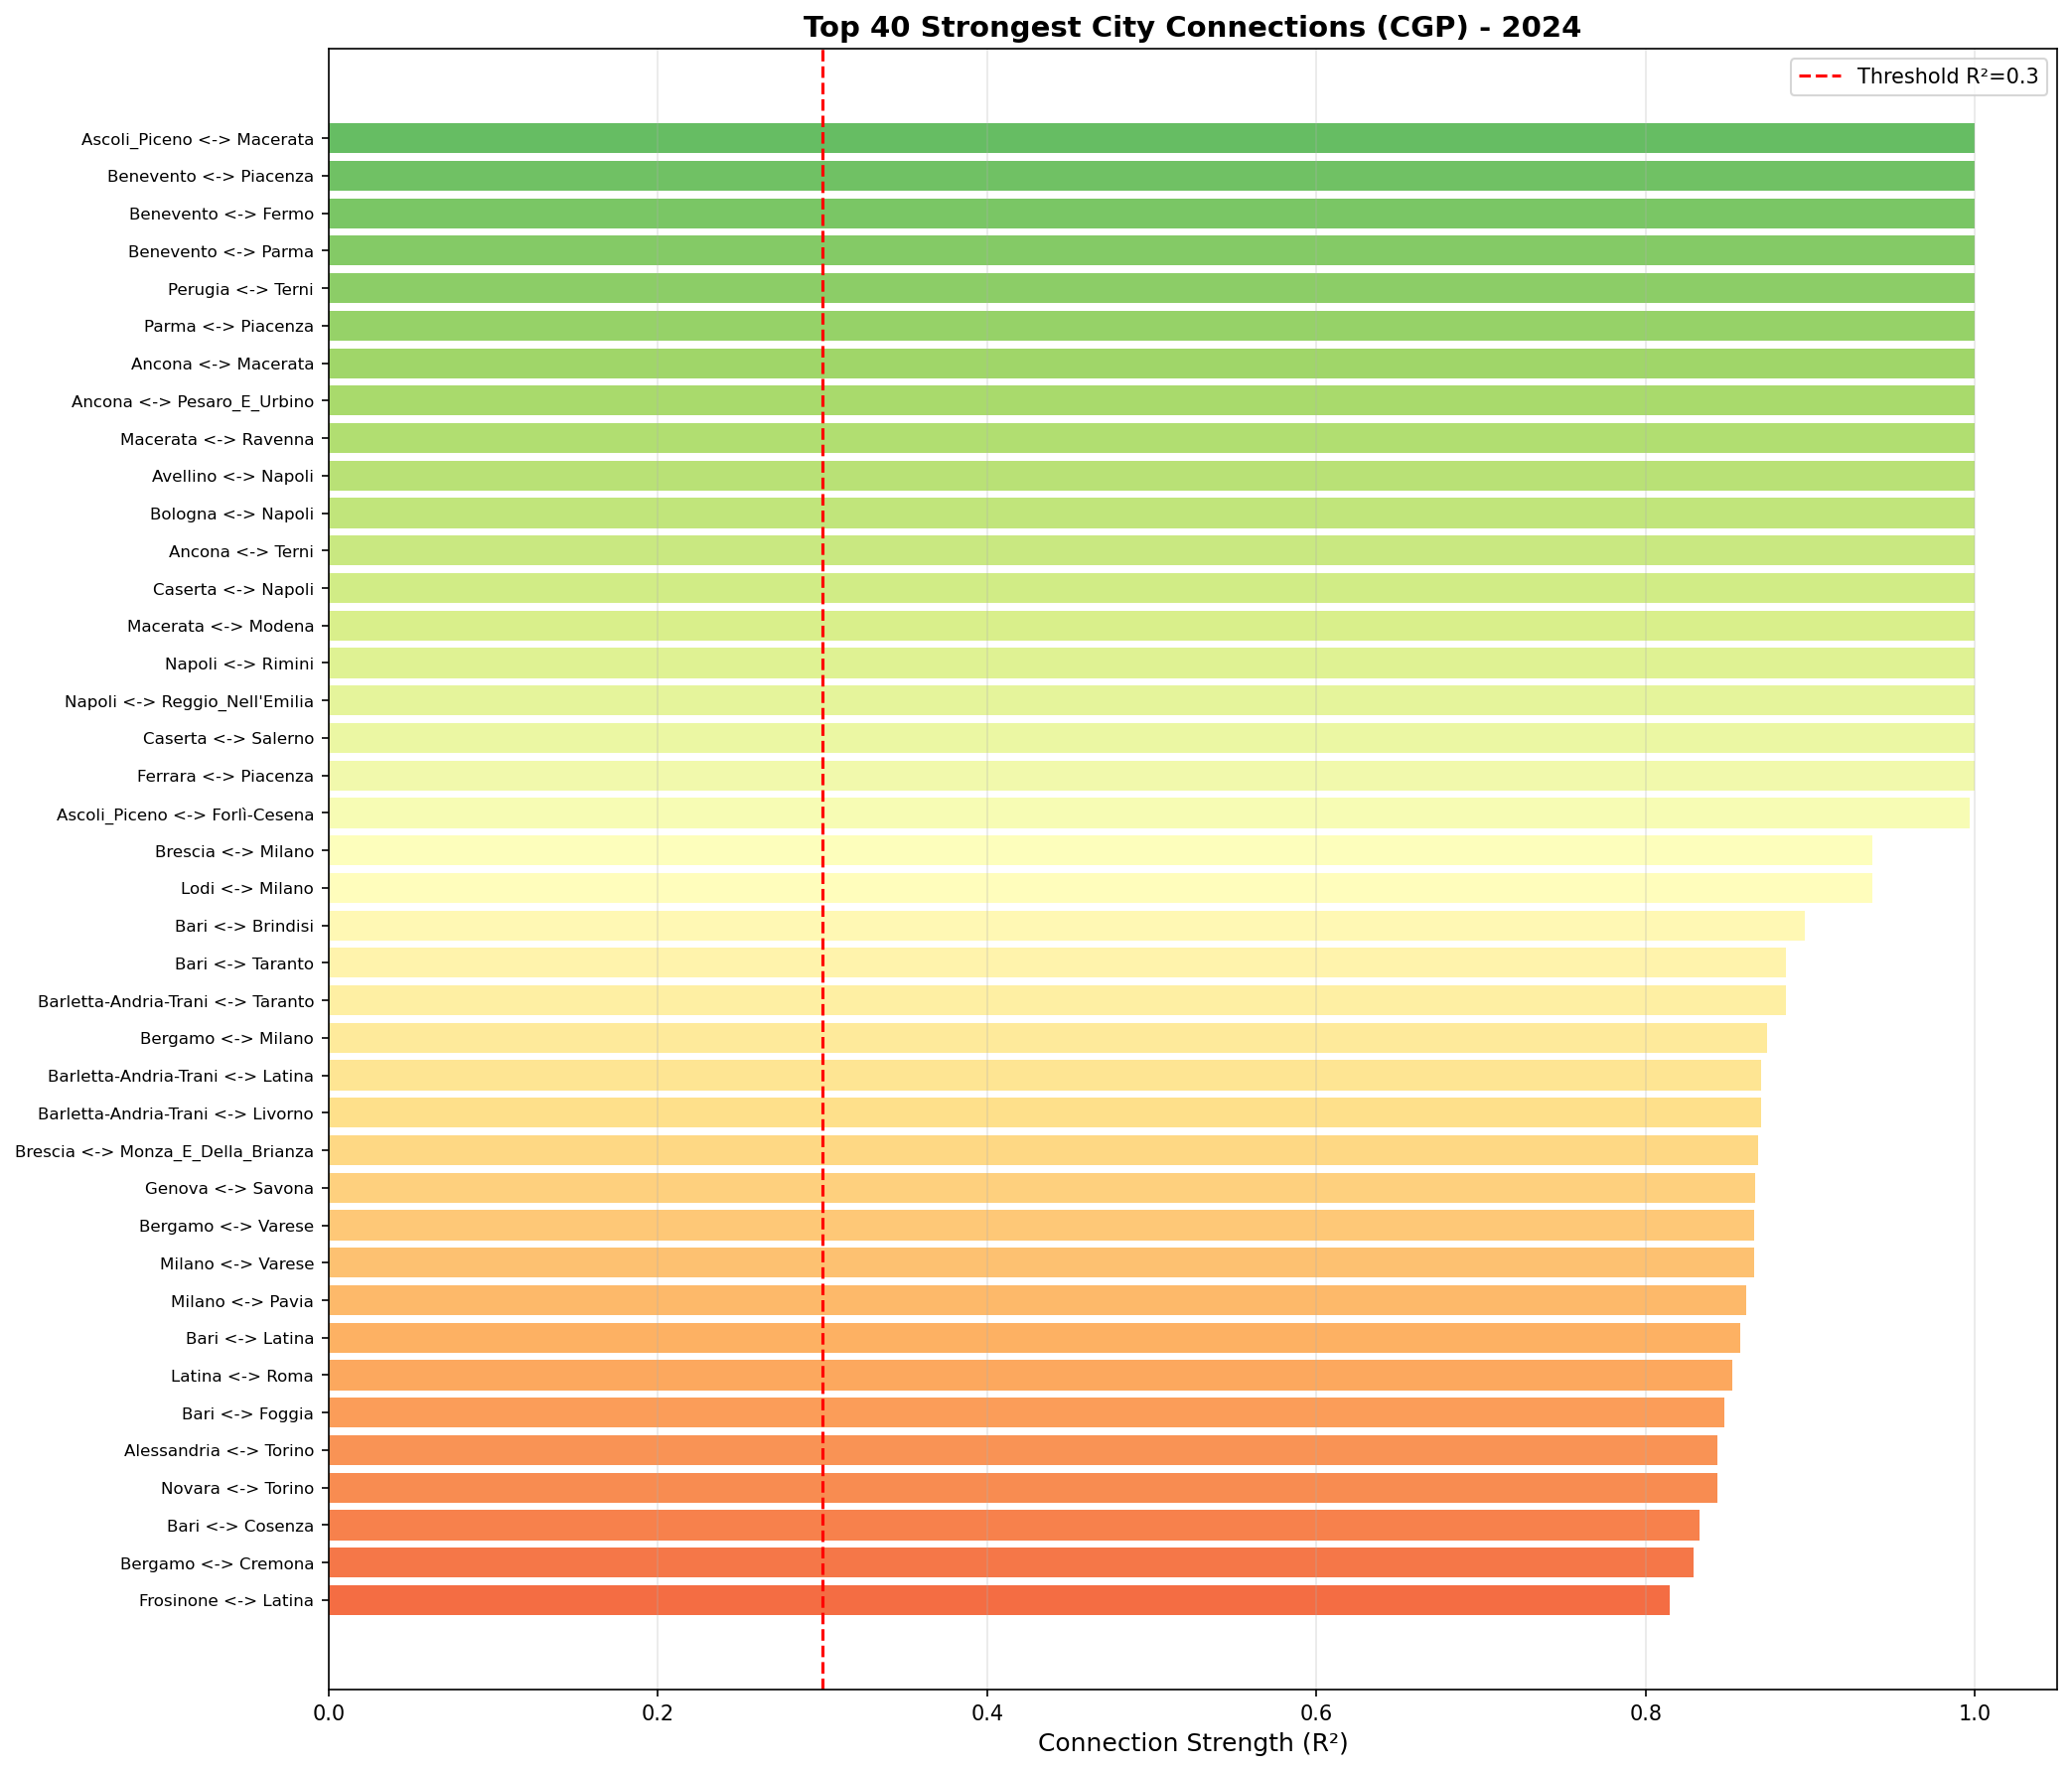 Top 40 Strongest City Connections (CGP) - 2024
Threshold R²=0.3
Ascoli_Piceno <-> Macerata
Benevento <-> Piacenza
Benevento <-> Fermo
Benevento <-> Parma
Perugia <-> Terni
Parma <-> Piacenza
Ancona <-> Macerata
Ancona <-> Pesaro_E_Urbino
Macerata <-> Ravenna
Avellino <-> Napoli
Bologna <-> Napoli
Ancona <-> Terni
Caserta <-> Napoli
Macerata <-> Modena
Napoli <-> Rimini
Napoli <-> Reggio_Nell'Emilia
Caserta <-> Salerno
Ferrara <-> Piacenza
Ascoli_Piceno <-> Forlì-Cesena
Brescia <-> Milano
Lodi <-> Milano
Bari <-> Brindisi
Bari <-> Taranto
Barletta-Andria-Trani <-> Taranto
Bergamo <-> Milano
Barletta-Andria-Trani <-> Latina
Barletta-Andria-Trani <-> Livorno
Brescia <-> Monza_E_Della_Brianza
Genova <-> Savona
Bergamo <-> Varese
Milano <-> Varese
Milano <-> Pavia
Bari <-> Latina
Latina <-> Roma
Bari <-> Foggia
Alessandria <-> Torino
Novara <-> Torino
Bari <-> Cosenza
Bergamo <-> Cremona
Frosinone <-> Latina
0.0 0.2 0.4 0.6 0.8 1.0
Connection Strength (R²)